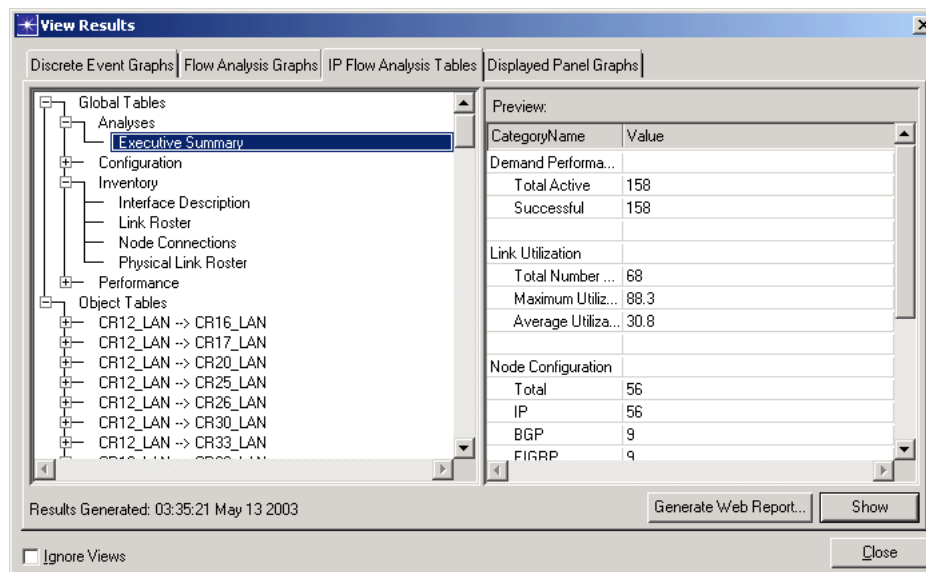 View Results
Discrete Event Graphs Flow Analysis Graphs IP Flow Analysis Tables Displayed Panel Graphs
Global Tables
Analyses
Executive Summary
Configuration
Inventory
Interface Description
Link Roster
Node Connections
Physical Link Roster
Performance
Object Tables
CR12_LAN --> CR16_LAN
CR12_LAN --> CR17_LAN
CR12_LAN --> CR20_LAN
CR12_LAN --> CR25_LAN
CR12_LAN --> CR26_LAN
CR12_LAN --> CR30_LAN
CR12_LAN --> CR33_LAN
Preview:
CategoryName Value
Demand Performa...
Total Active 158
Successful 158
Link Utilization
Total Number ... 68
Maximum Utiliz... 88.3
Average Utiliza... 30.8
Node Configuration
Total 56
IP 56
BGP 9
EIGRP 9
Results Generated: 03:35:21 May 13 2003
Generate Web Report... Show
Ignore Views
Close